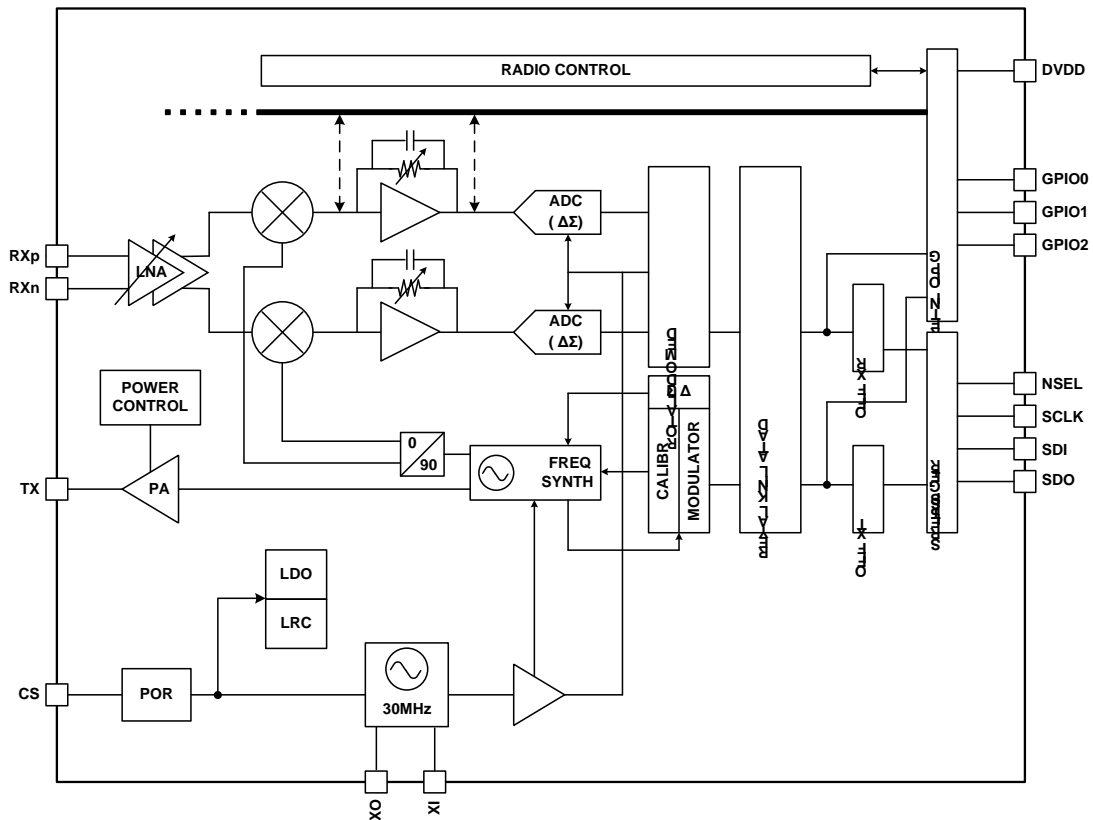 RADIO CONTROL
DVDD
GPIO0
GPIO1
GPIO2
RXp
RXn
LNA
ADC
(ΔΣ)
ADC
(ΔΣ)
POWER
CONTROL
0
90
FREQ
SYNTH
CALIBR
MODULATOR
NSEL
SCLK
SDI
SDO
TX
PA
LDO
LRC
CS
POR
30MHz
XO
XI